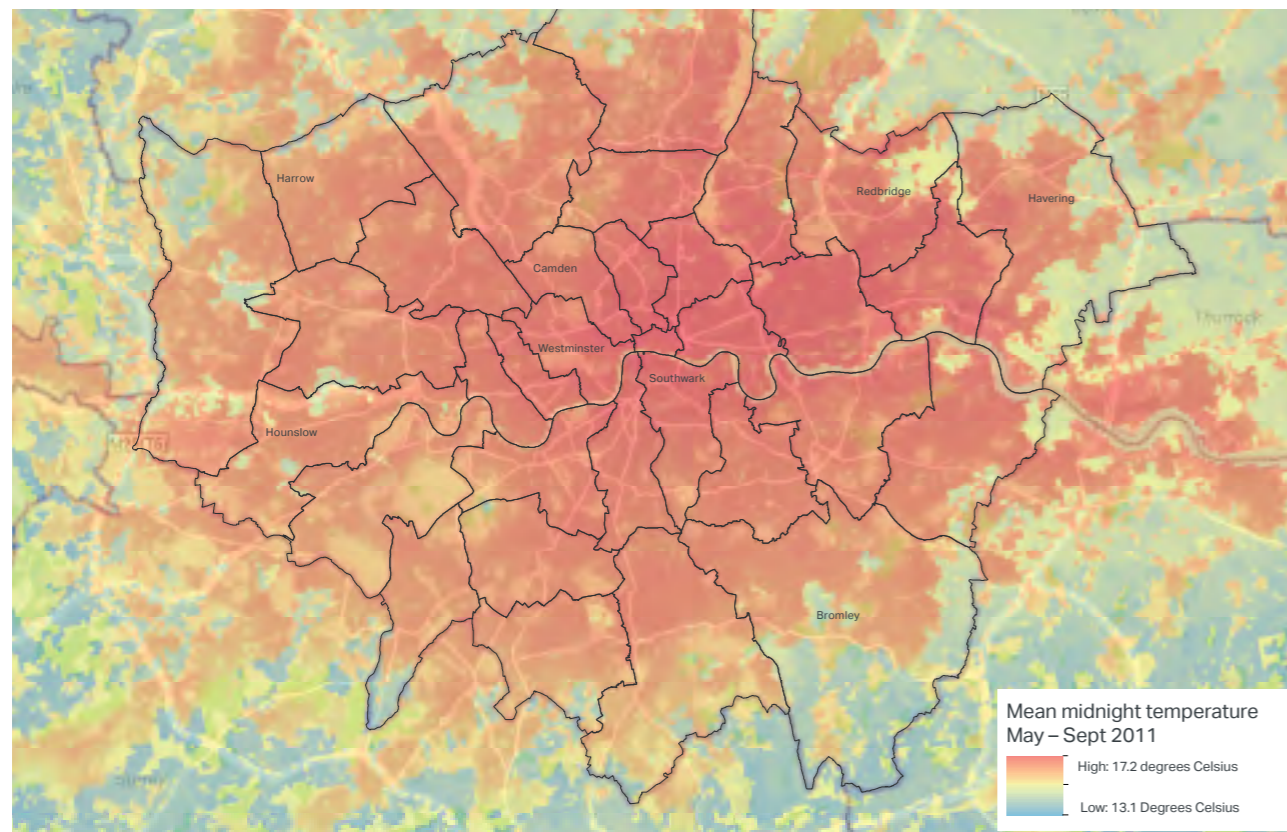 Harrow
Redbridge
Havering
Camden
Thurrock
Westminster
Southwark
Hounslow
Bromley
Mean midnight temperature
May – Sept 2011
High: 17.2 degrees Celsius
Low: 13.1 Degrees Celsius